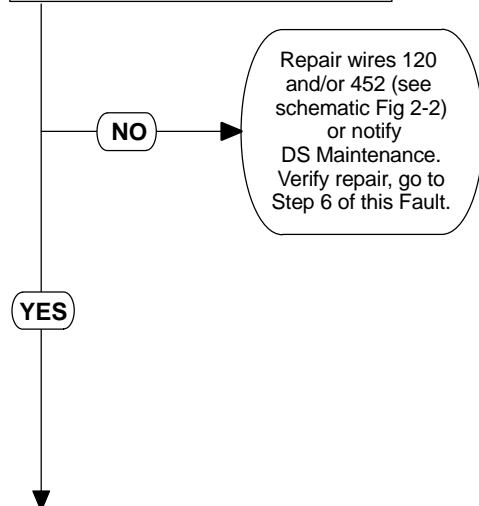 Repair wires 120
and/or 452 (see
schematic Fig 2-2)
or notify
DS Maintenance.
Verify repair, go to
Step 6 of this Fault.
NO
YES